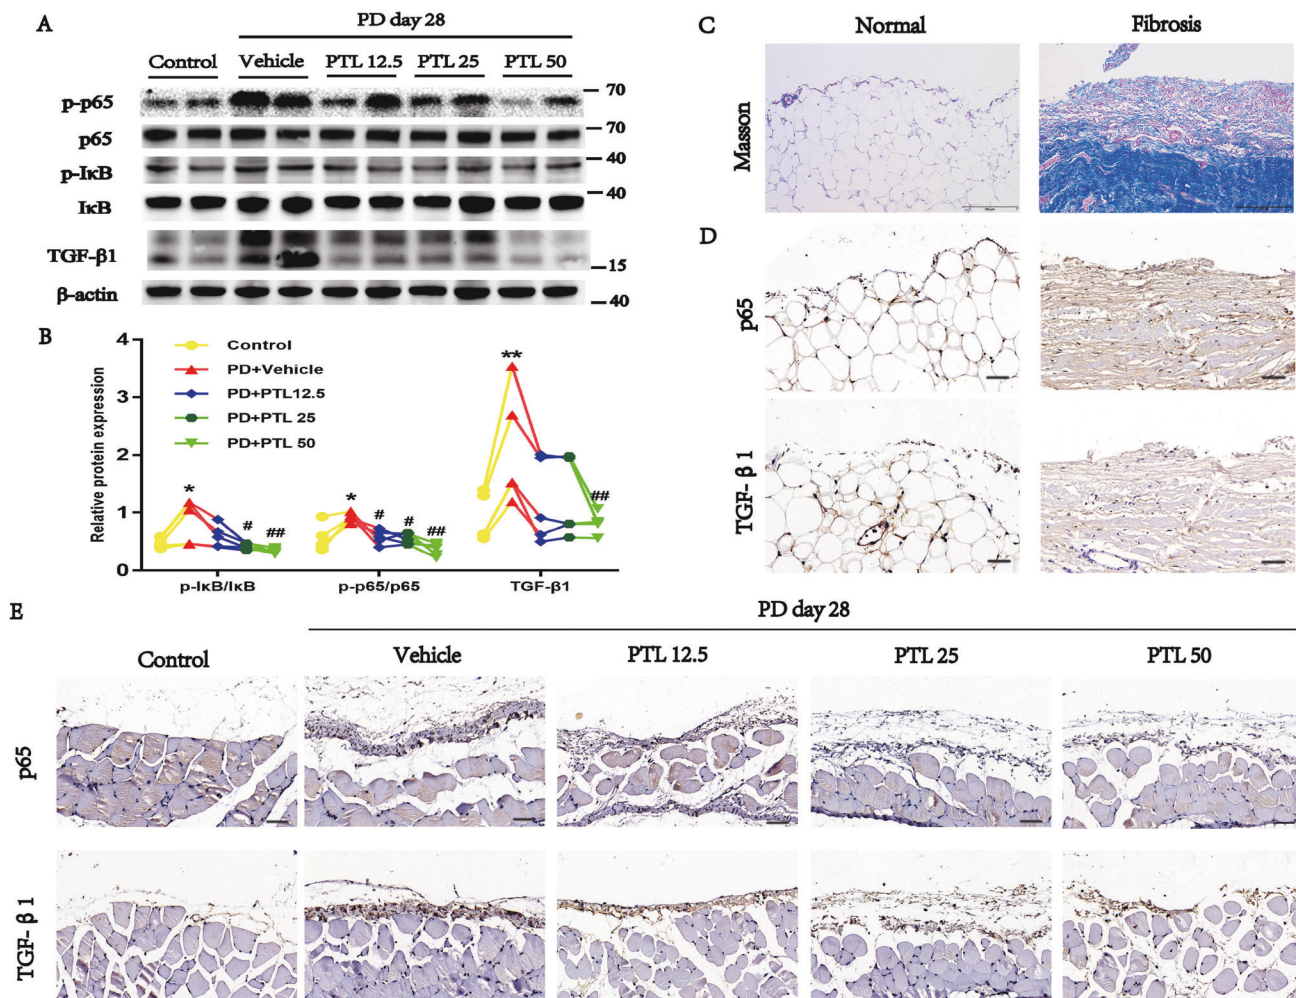 A
PD day 28
Control Vehicle PTL 12.5 PTL 25 PTL 50
p-p65 70
p65 70
p-IκB 40
IκB 40
TGF-β1 15
β-actin 40
B
Relative protein expression
4
3
2
1
0
Control
PD+Vehicle
PD+PTL12.5
PD+PTL 25
PD+PTL 50
* # ##
* # # ##
** ##
p-IκB/IκB p-p65/p65 TGF-β1
C
Normal Fibrosis
Masson
D
p65
TGF- β 1
E
PD day 28
Control Vehicle PTL 12.5 PTL 25 PTL 50
p65
TGF- β 1